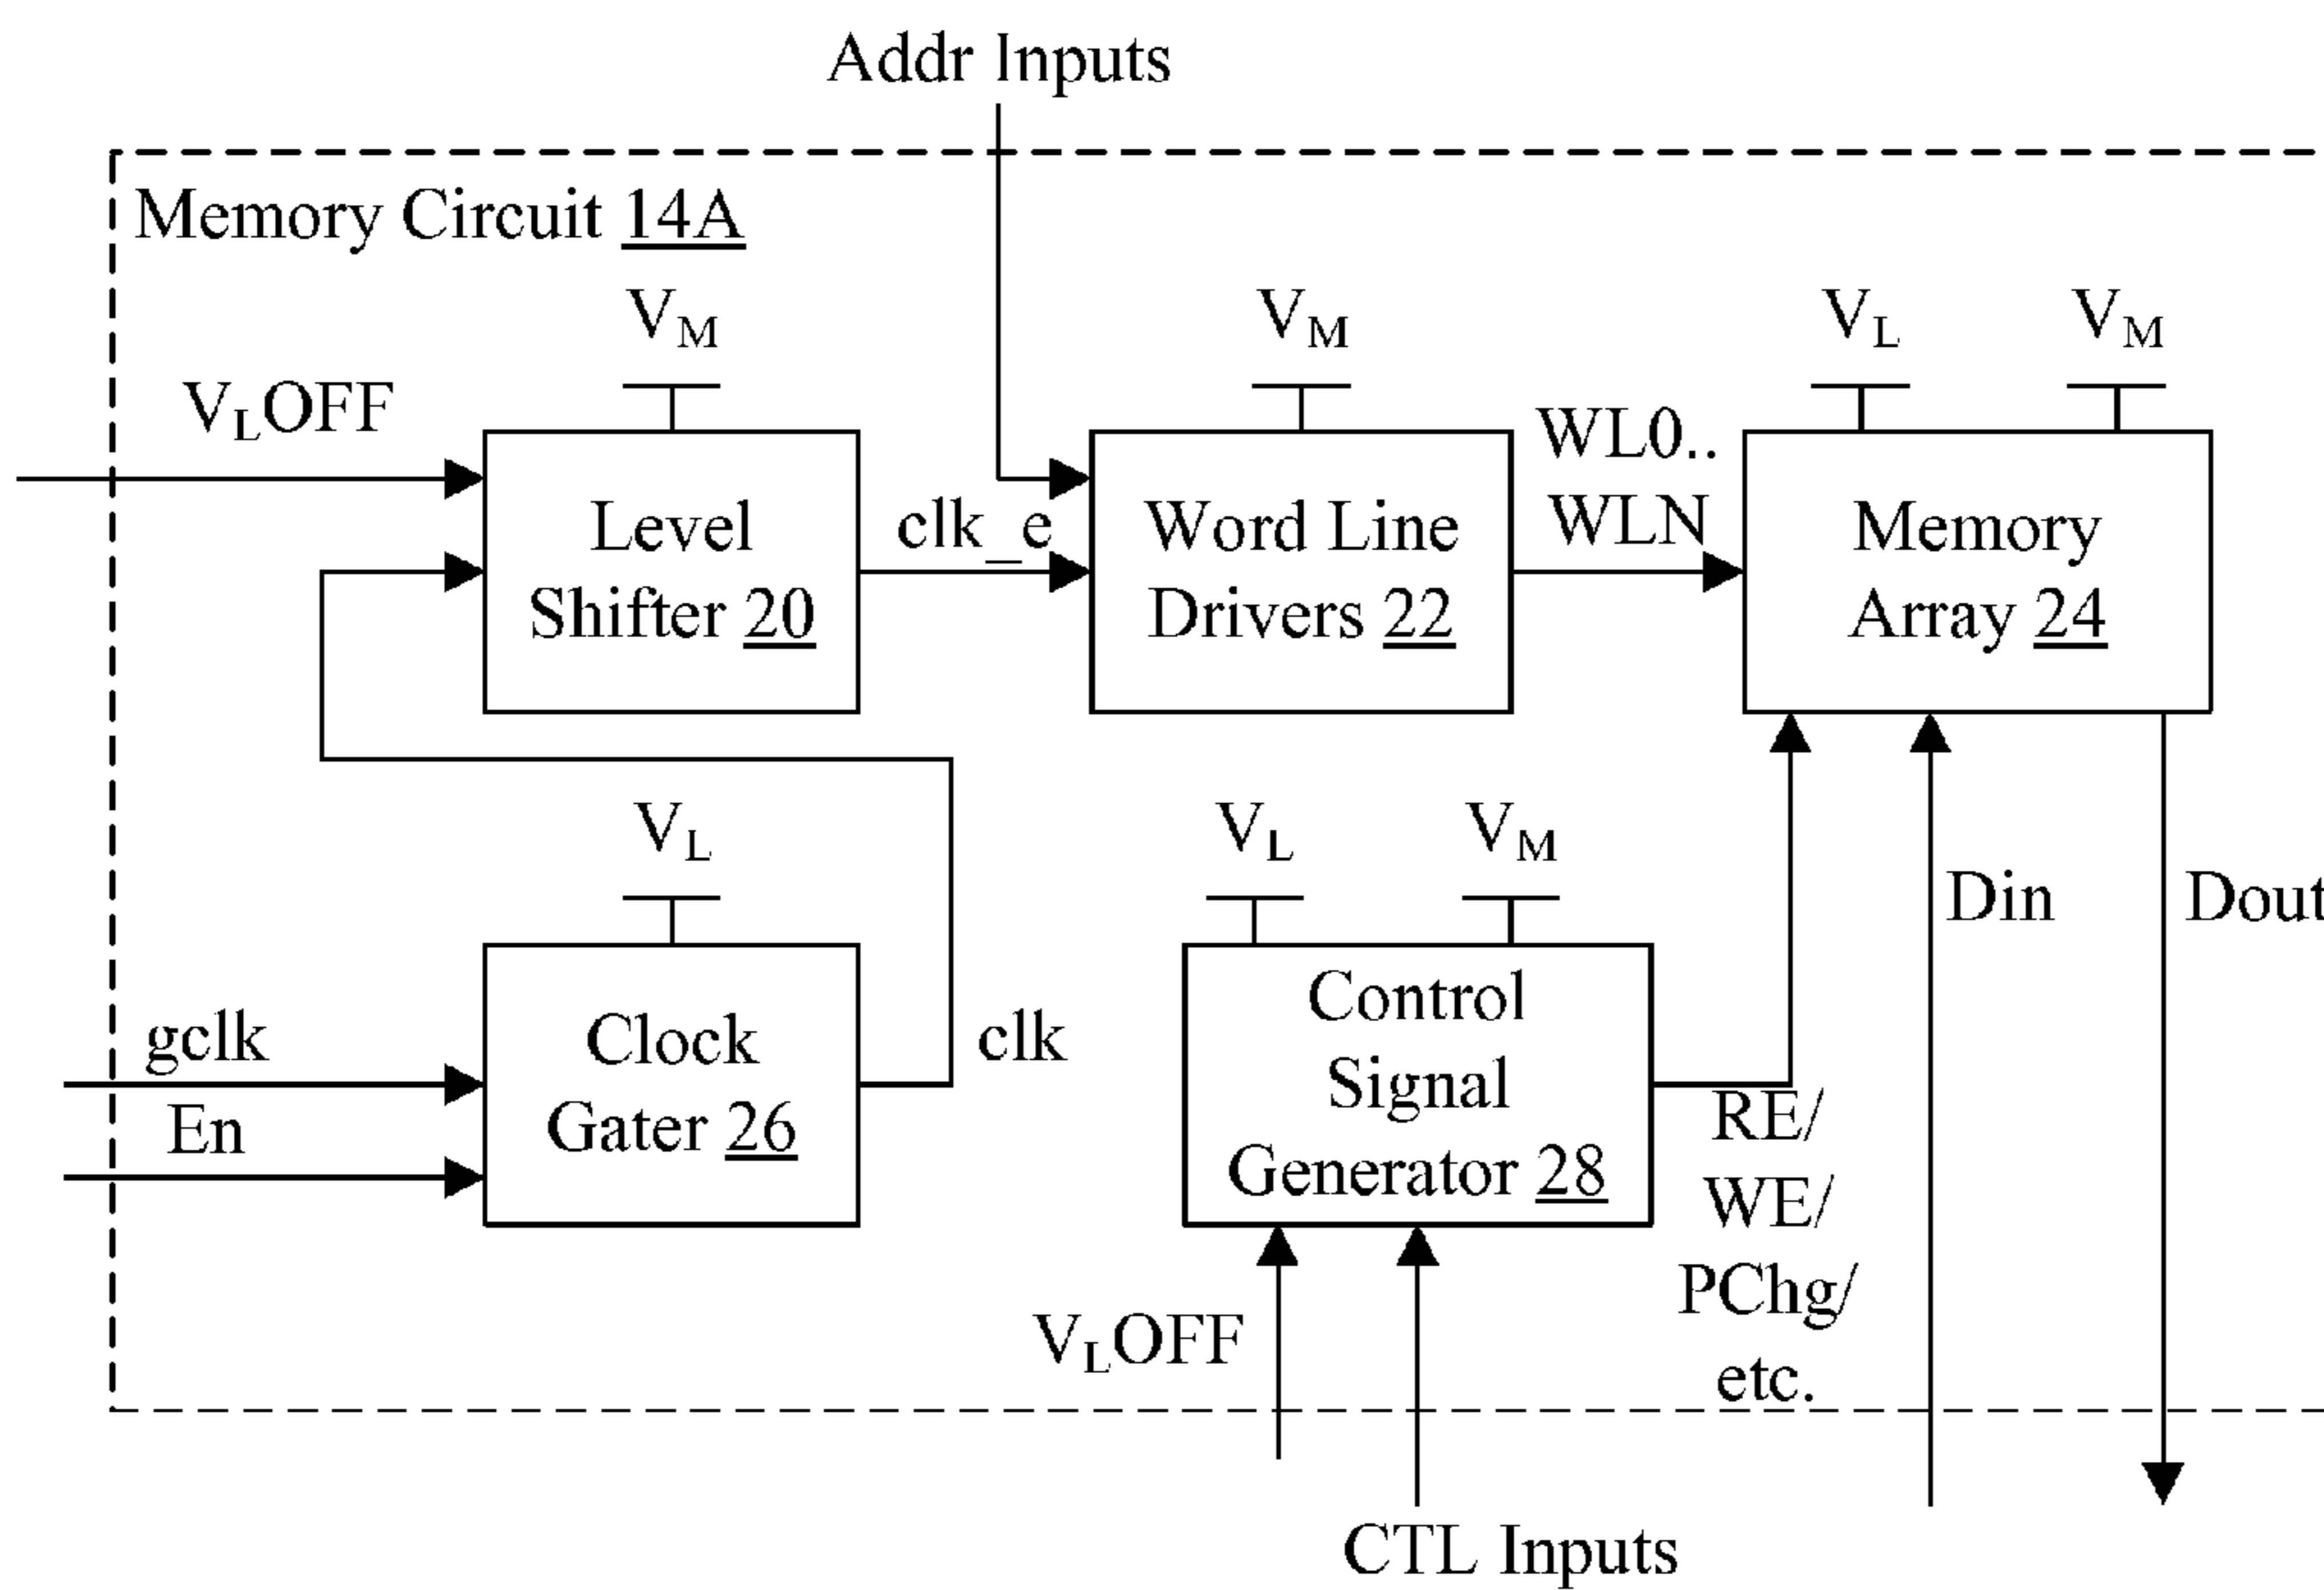 Addr Inputs
Memory Circuit 14A
VM
VM
VL
VM
VLOFF
WL0..
WLN
Level
Shifter 20
clk_e
Word Line
Drivers 22
Memory
Array 24
VL
VL
VM
Din
Dout
gclk
En
Clock
Gater 26
clk
Control
Signal
Generator 28
RE/
WE/
PChg/
etc.
VLOFF
CTL Inputs